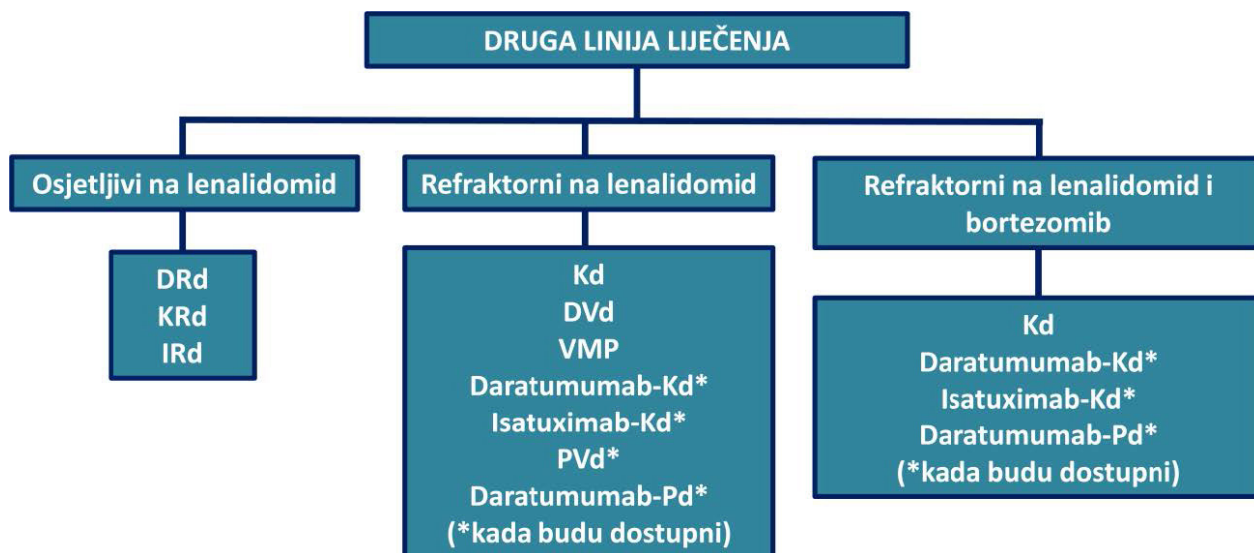 DRUGA LINIJA LIJEČENJA
Osjetljivi na lenalidomid
DRd
KRd
IRd
Refraktorni na lenalidomid
Kd
DVd
VMP
Daratumumab-Kd*
Isatuximab-Kd*
PVd*
Daratumumab-Pd*
(*kada budu dostupni)
Refraktorni na lenalidomid i
bortezomib
Kd
Daratumumab-Kd*
Isatuximab-Kd*
Daratumumab-Pd*
(*kada budu dostupni)